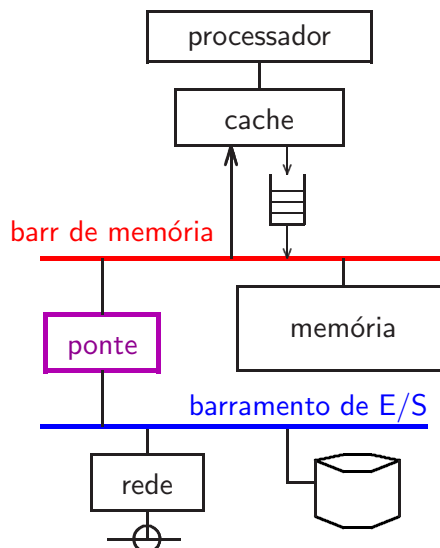 processador
cache
barr de memória
memória
ponte
barramento de E/S
rede